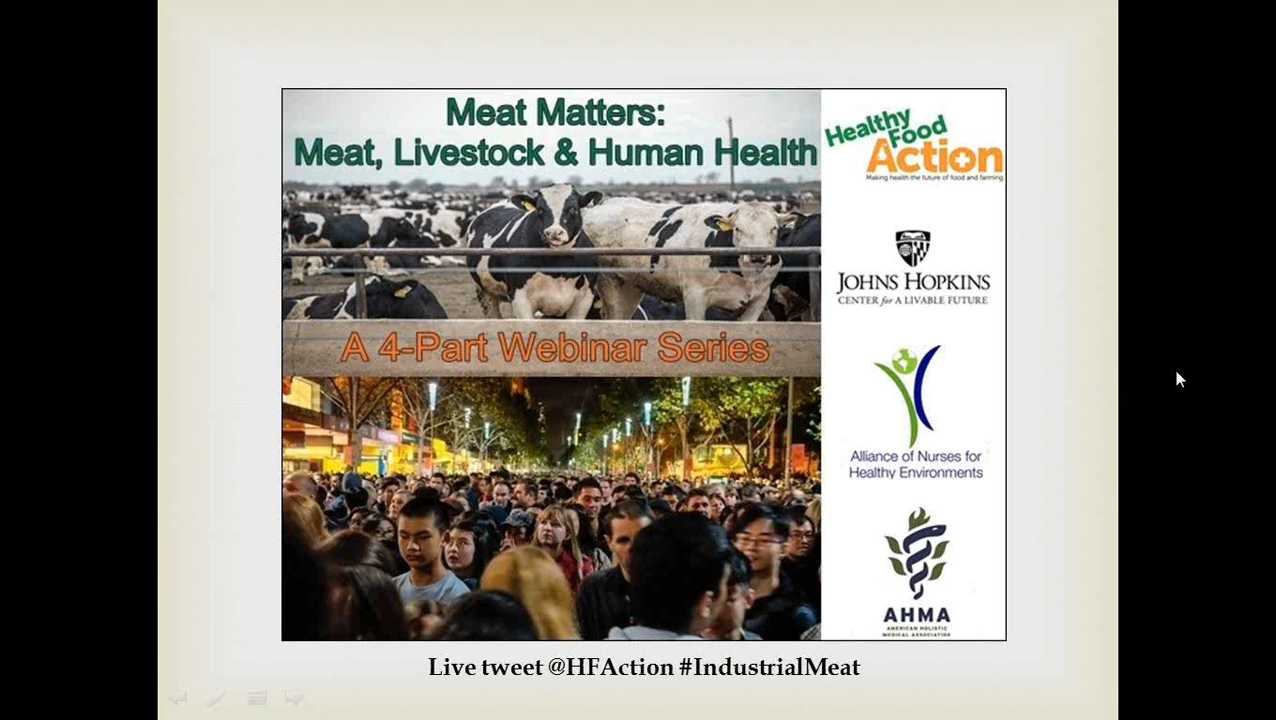 Meat Matters:
Meat, Livestock & Human Health
A 4-Part Webinar Series
Healthy
Food
Action
Making health the future of food and farming
JOHNS HOPKINS
CENTER for A LIVABLE FUTURE
Alliance of Nurses for
Healthy Environments
AHMA
AMERICAN HOLISTIC
MEDICAL ASSOCIATION
Live tweet @HFAction #IndustrialMeat